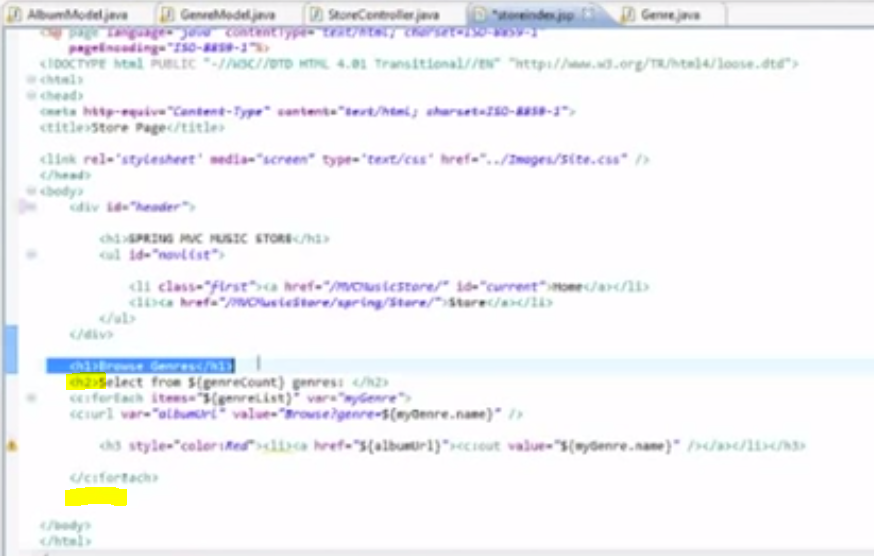 AlbumModel.java GenreModel.java StoreController.java *storeindex.jsp Genre.java
<%@ page language="java" contentType="text/html; charset=ISO-8859-1"
pageEncoding="ISO-8859-1"%>
<!DOCTYPE html PUBLIC "-//W3C//DTD HTML 4.01 Transitional//EN" "http://www.w3.org/TR/html4/loose.dtd">
<html>
<head>
<meta http-equiv="Content-Type" content="text/html; charset=ISO-8859-1">
<title>Store Page</title>
<link rel='stylesheet' media="screen" type='text/css' href="../Images/Site.css" />
</head>
<body>
<div id="header">
<h1>SPRING MVC MUSIC STORE</h1>
<ul id="navlist">
<li class="first"><a href="/MVCMusicStore/" id="current">Home</a></li>
<li><a href="/MVCMusicStore/spring/Store/">Store</a></li>
</ul>
</div>
<h1>Browse Genres</h1>
<h2>Select from ${genreCount} genres: </h2>
<c:forEach items="${genreList}" var="myGenre">
<c:url var="albumUrl" value="Browse?genre=${myGenre.name}" />
<h3 style="color:Red"><li><a href="${albumUrl}"><c:out value="${myGenre.name}" /></a></li></h3>
</c:forEach>
</body>
</html>